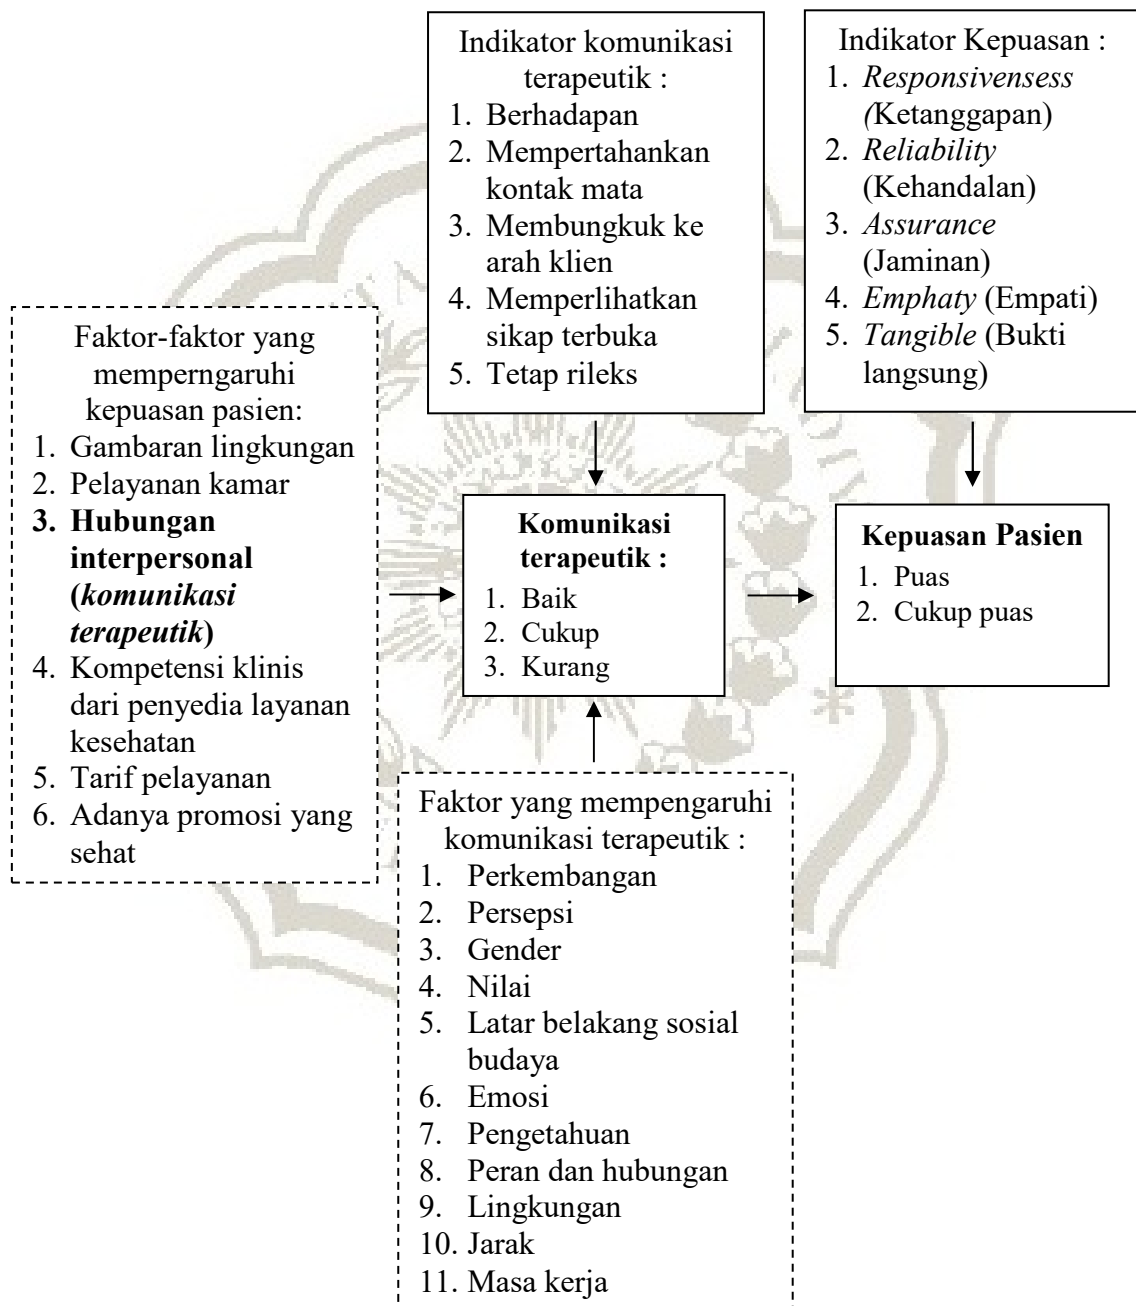 Indikator komunikasi
terapeutik :
1. Berhadapan
2. Mempertahankan
kontak mata
3. Membungkuk ke
arah klien
4. Memperlihatkan
sikap terbuka
5. Tetap rileks
Indikator Kepuasan :
1. Responsivensess
(Ketanggapan)
2. Reliability
(Kehandalan)
3. Assurance
(Jaminan)
4. Emphaty (Empati)
5. Tangible (Bukti
langsung)
Faktor-faktor yang
memperngaruhi
kepuasan pasien:
1. Gambaran lingkungan
2. Pelayanan kamar
3. Hubungan
interpersonal
(komunikasi
terapeutik)
4. Kompetensi klinis
dari penyedia layanan
kesehatan
5. Tarif pelayanan
6. Adanya promosi yang
sehat
Komunikasi
terapeutik :
1. Baik
2. Cukup
3. Kurang
Kepuasan Pasien
1. Puas
2. Cukup puas
Faktor yang mempengaruhi
komunikasi terapeutik :
1. Perkembangan
2. Persepsi
3. Gender
4. Nilai
5. Latar belakang sosial
budaya
6. Emosi
7. Pengetahuan
8. Peran dan hubungan
9. Lingkungan
10. Jarak
11. Masa kerja